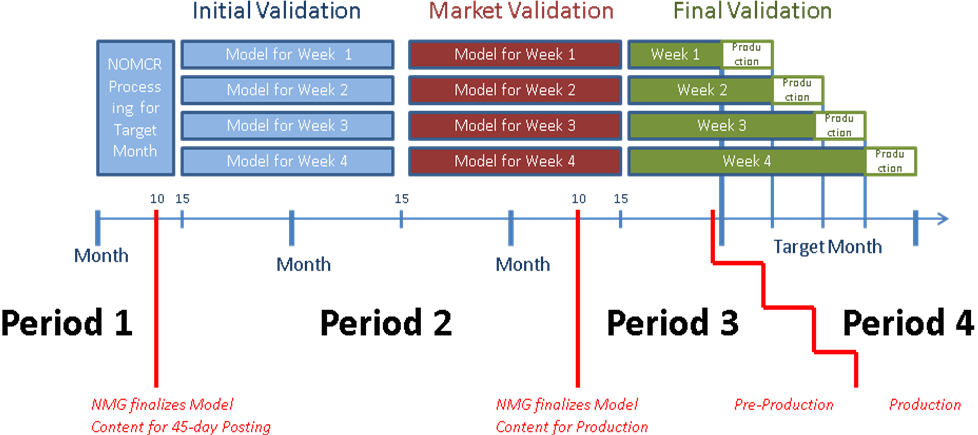 Initial Validation
Market Validation
Final Validation
NOMCR
Process
ing for
Target
Month
Model for Week 1
Model for Week 2
Model for Week 3
Model for Week 4
Model for Week 1
Model for Week 2
Model for Week 3
Model for Week 4
Week 1
Produ
ction
Week 2
Produ
ction
Week 3
Produ
ction
Week 4
Produ
ction
10
15
15
10
15
Month
Month
Month
Target Month
Period 1
Period 2
Period 3
Period 4
NMG finalizes Model
Content for 45-day Posting
NMG finalizes Model
Content for Production
Pre-Production
Production